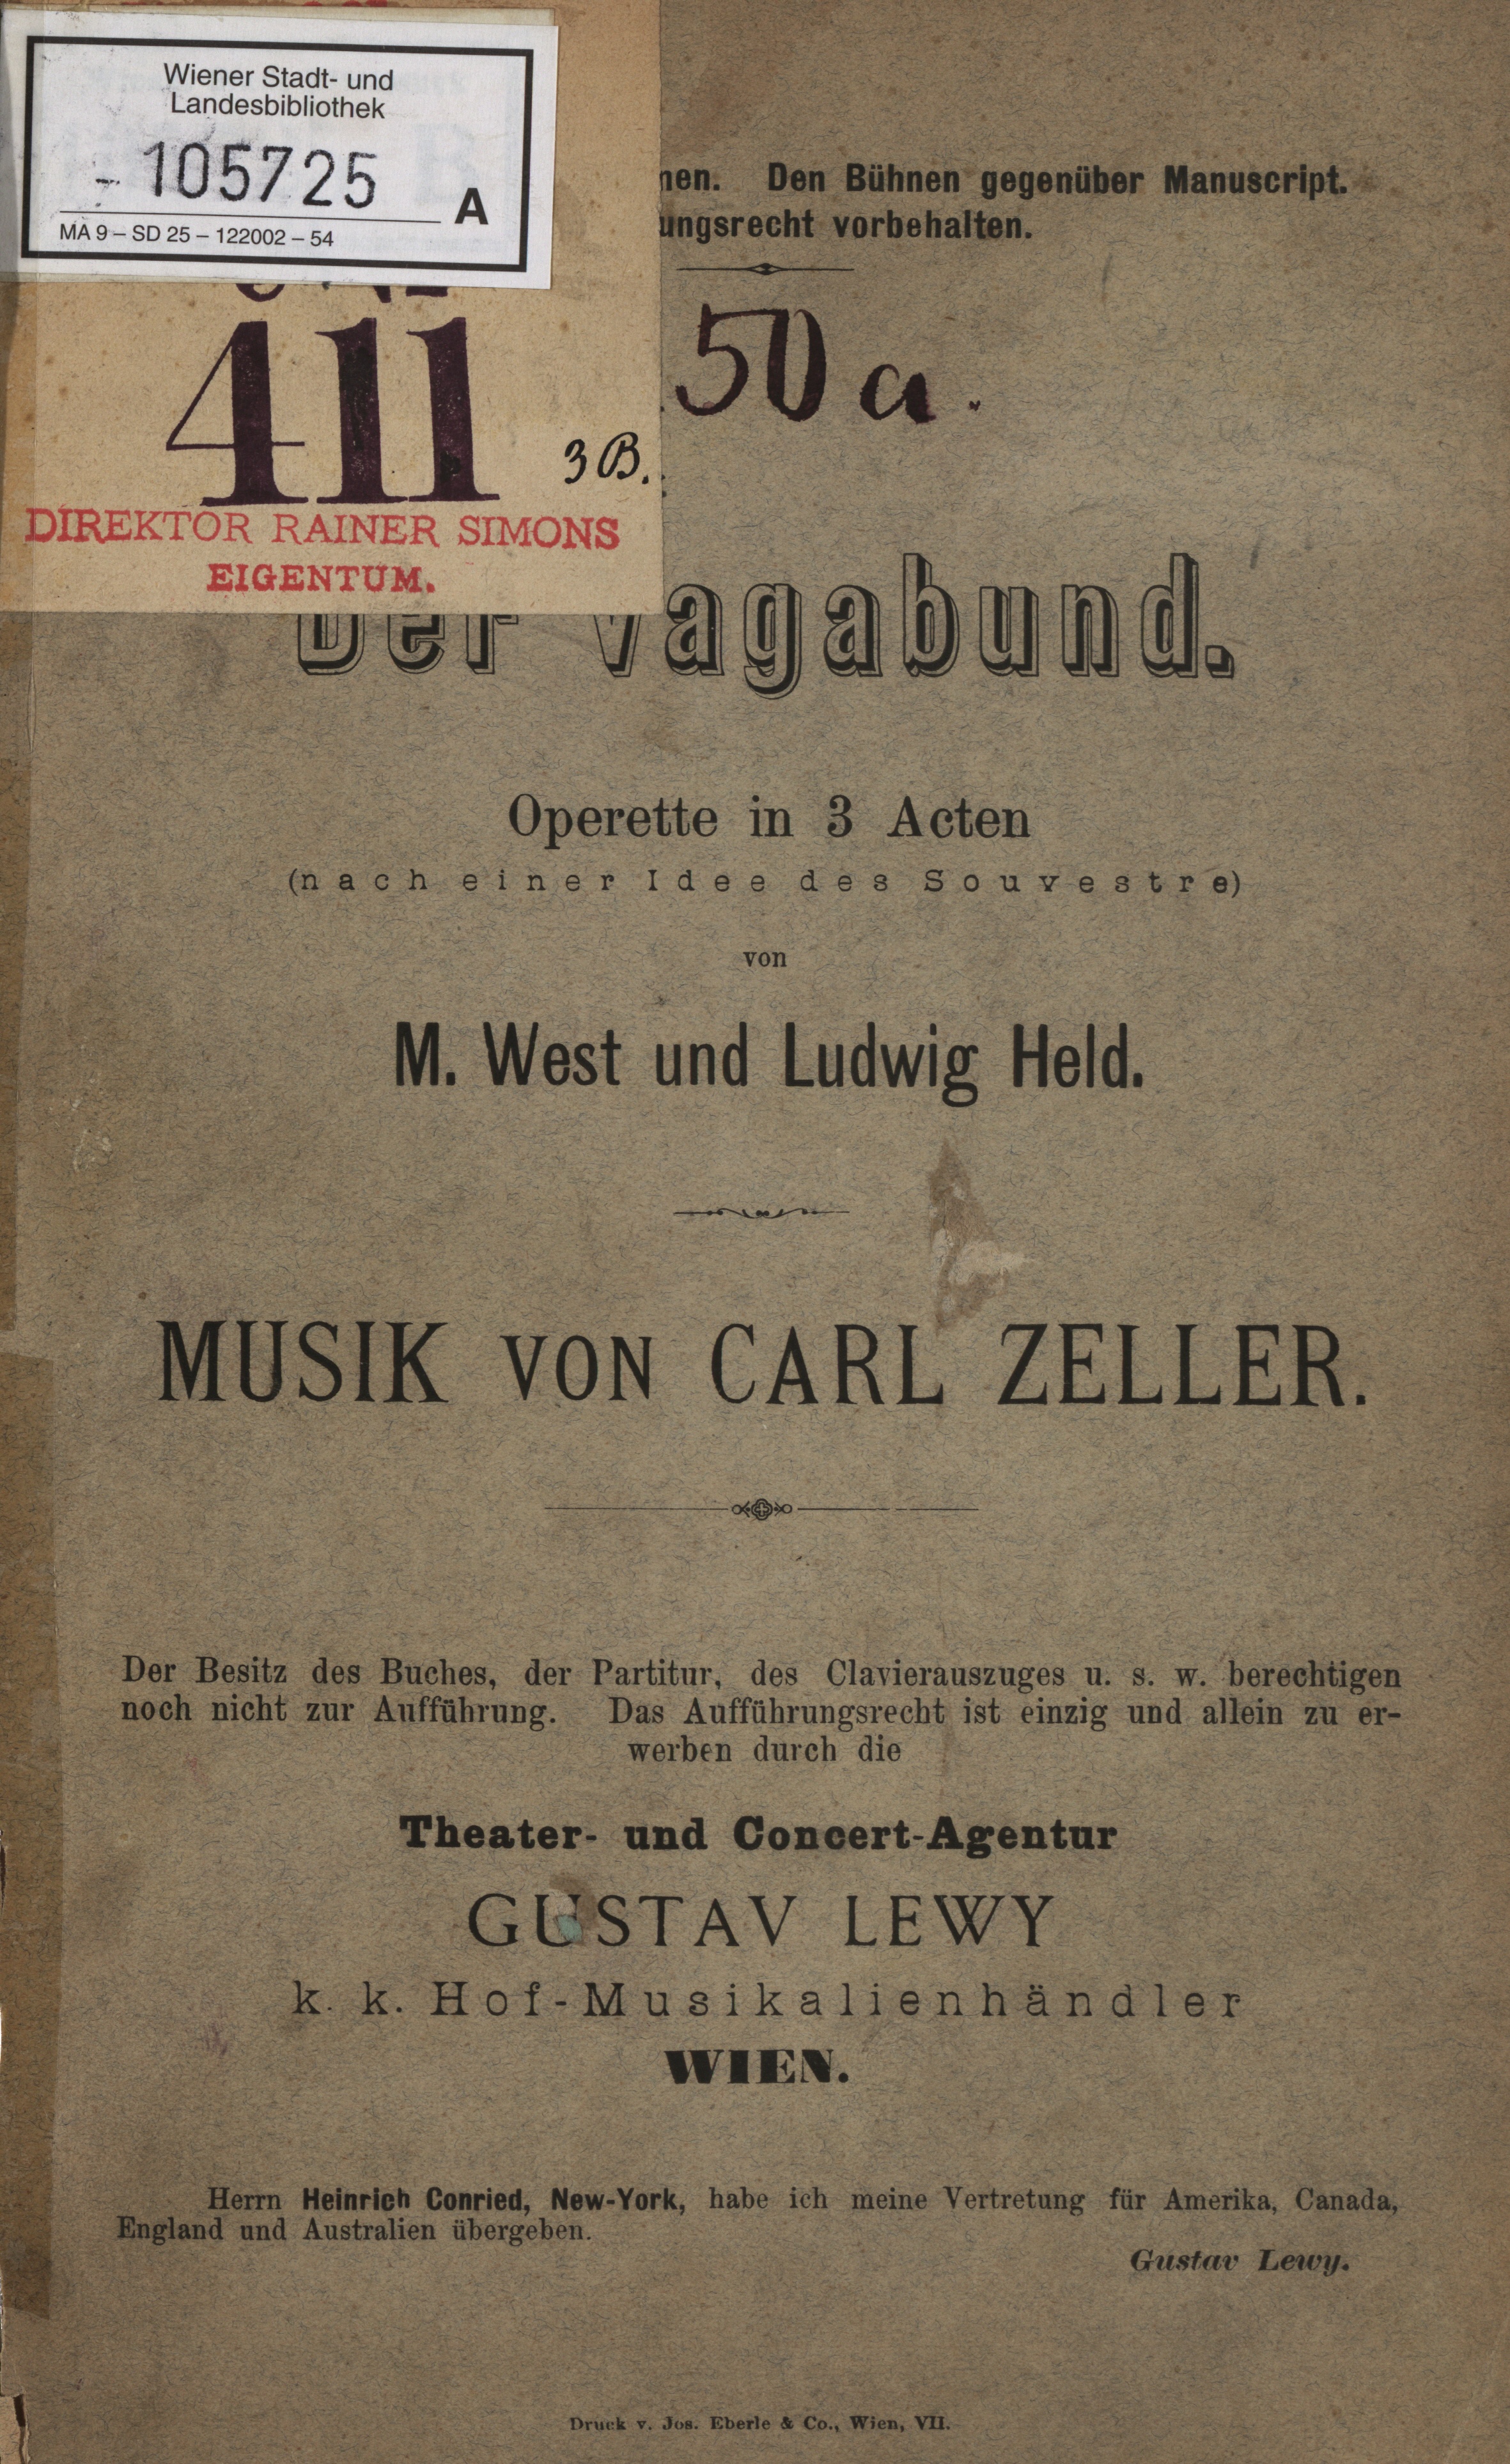 Wiener Stadt- und
Landesbibliothek
- 105725 A
MA 9 – SD 25 – 122002 – 54
Den Bühnen gegenüber Manuscript.
vorbehalten.
50 a.
411
3 B.
DIREKTOR RAINER SIMONS
EIGENTUM.
Der Vagabund.
Operette in 3 Acten
(nach einer Idee des Souvestre)
von
M. West und Ludwig Held.
MUSIK VON CARL ZELLER.
Der Besitz des Buches, der Partitur, des Clavierauszuges u. s. w. berechtigen
noch nicht zur Aufführung. Das Aufführungsrecht ist einzig und allein zu er-
werben durch die
Theater- und Concert-Agentur
GUSTAV LEWY
k. k. Hof-Musikalienhändler
WIEN.
Herrn Heinrich Conried, New-York, habe ich meine Vertretung für Amerika, Canada,
England und Australien übergeben.
Gustav Lewy.
Druck v. Jos. Eberle & Co., Wien, VII.